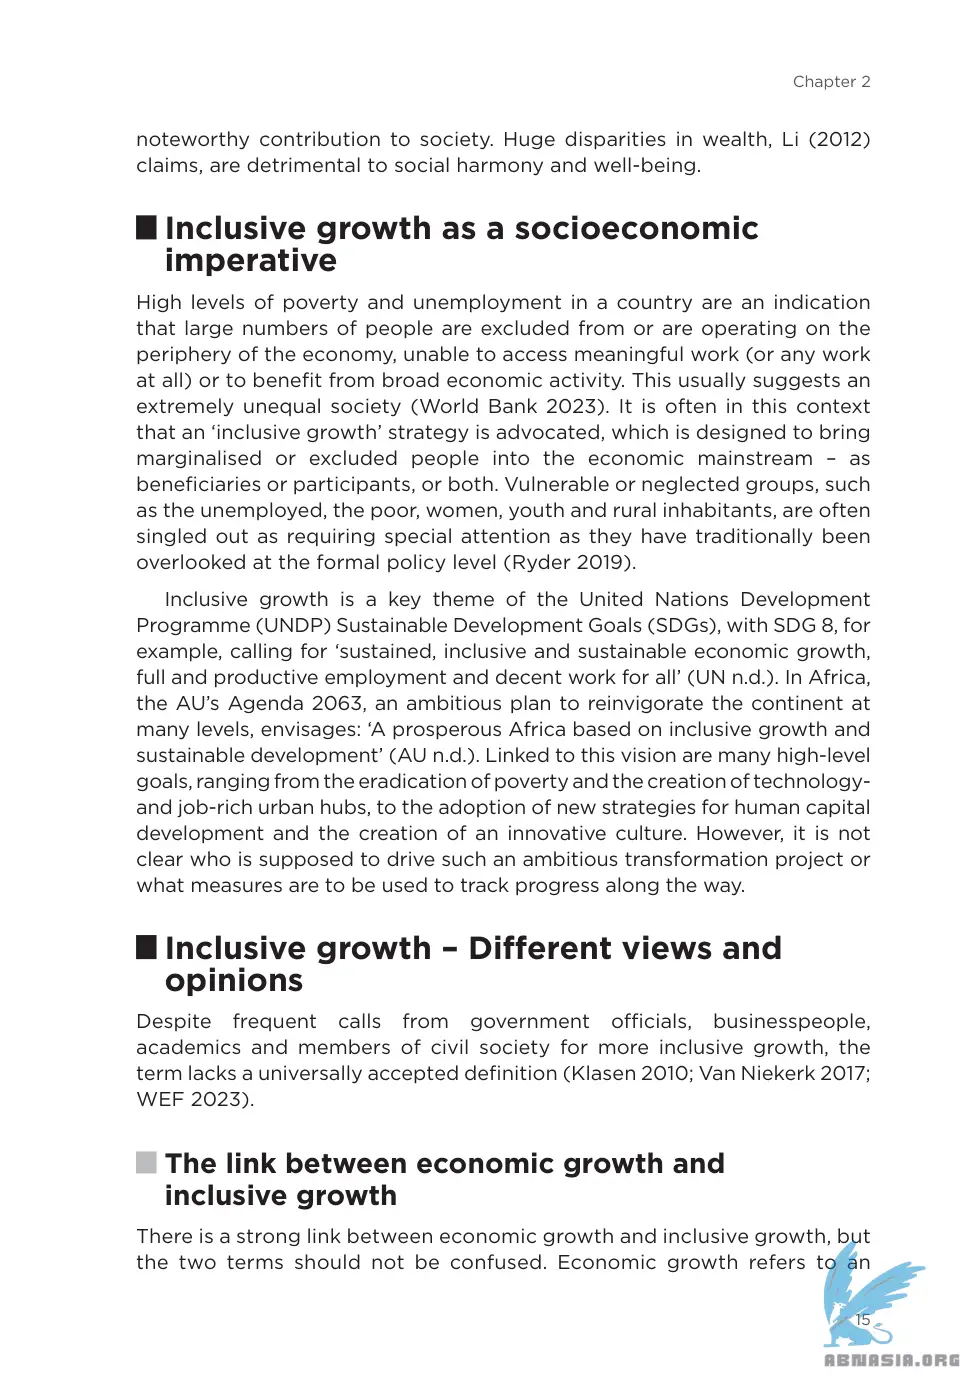 Chapter 2
noteworthy contribution to society. Huge disparities in wealth, Li (2012)
claims, are detrimental to social harmony and well-being.
Inclusive growth as a socioeconomic
imperative
High levels of poverty and unemployment in a country are an indication
that large numbers of people are excluded from or are operating on the
periphery of the economy, unable to access meaningful work (or any work
at all) or to benefit from broad economic activity. This usually suggests an
extremely unequal society (World Bank 2023). It is often in this context
that an ‘inclusive growth’ strategy is advocated, which is designed to bring
marginalised or excluded people into the economic mainstream – as
beneficiaries or participants, or both. Vulnerable or neglected groups, such
as the unemployed, the poor, women, youth and rural inhabitants, are often
singled out as requiring special attention as they have traditionally been
overlooked at the formal policy level (Ryder 2019).
Inclusive growth is a key theme of the United Nations Development
Programme (UNDP) Sustainable Development Goals (SDGs), with SDG 8, for
example, calling for ‘sustained, inclusive and sustainable economic growth,
full and productive employment and decent work for all’ (UN n.d.). In Africa,
the AU’s Agenda 2063, an ambitious plan to reinvigorate the continent at
many levels, envisages: ‘A prosperous Africa based on inclusive growth and
sustainable development’ (AU n.d.). Linked to this vision are many high-level
goals, ranging from the eradication of poverty and the creation of technology-
and job-rich urban hubs, to the adoption of new strategies for human capital
development and the creation of an innovative culture. However, it is not
clear who is supposed to drive such an ambitious transformation project or
what measures are to be used to track progress along the way.
Inclusive growth – Different views and
opinions
Despite frequent calls from government officials, businesspeople,
academics and members of civil society for more inclusive growth, the
term lacks a universally accepted definition (Klasen 2010; Van Niekerk 2017;
WEF 2023).
The link between economic growth and
inclusive growth
There is a strong link between economic growth and inclusive growth, but
the two terms should not be confused. Economic growth refers to an
15
ABNASIA.ORG